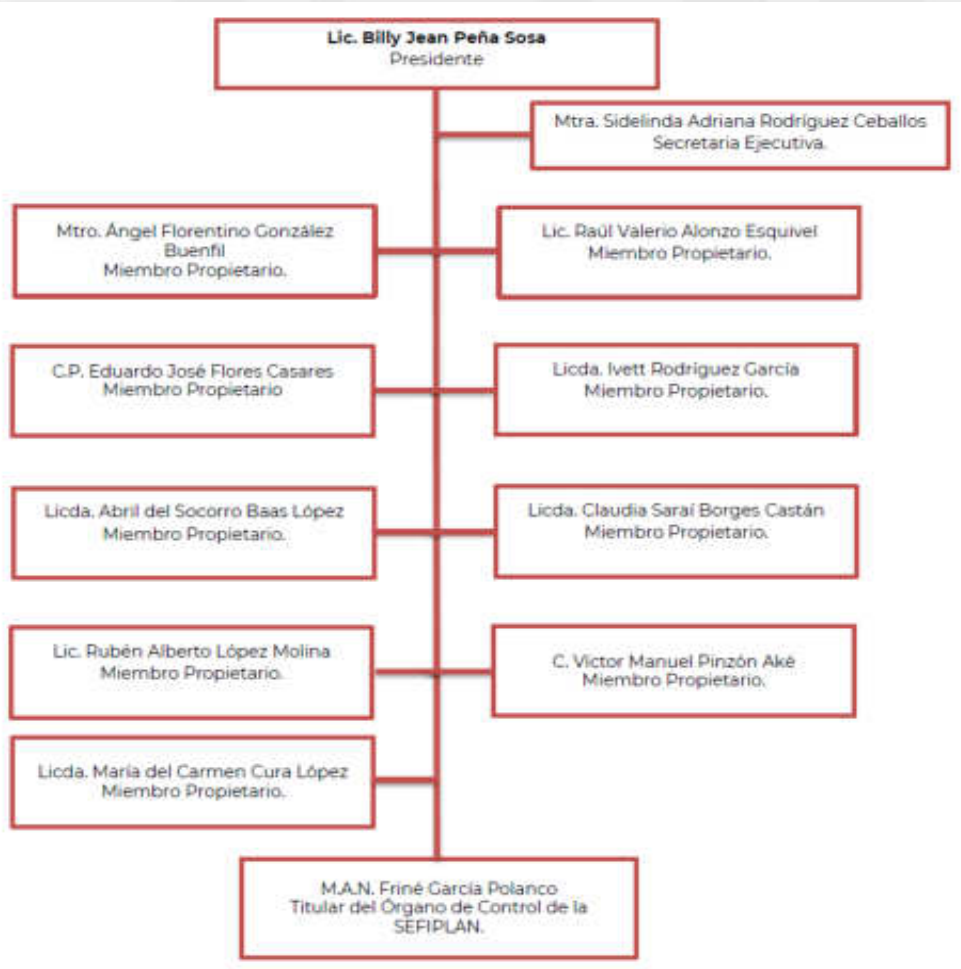 Lic. Billy Jean Peña Sosa
Presidente
Mtra. Sidelinda Adriana Rodríguez Ceballos
Secretaria Ejecutiva.
Mtro. Ángel Florentino González
Buenfil
Miembro Propietario.
Lic. Raúl Valerio Alonzo Esquivel
Miembro Propietario.
C.P. Eduardo José Flores Casares
Miembro Propietario
Licda. Ivett Rodríguez García
Miembro Propietario.
Licda. Abril del Socorro Baas López
Miembro Propietario.
Licda. Claudia Saraí Borges Castán
Miembro Propietario.
Lic. Rubén Alberto López Molina
Miembro Propietario.
C. Víctor Manuel Pinzón Aké
Miembro Propietario.
Licda. María del Carmen Cura López
Miembro Propietario.
M.A.N. Friné García Polanco
Titular del Órgano de Control de la
SEFIPLAN.